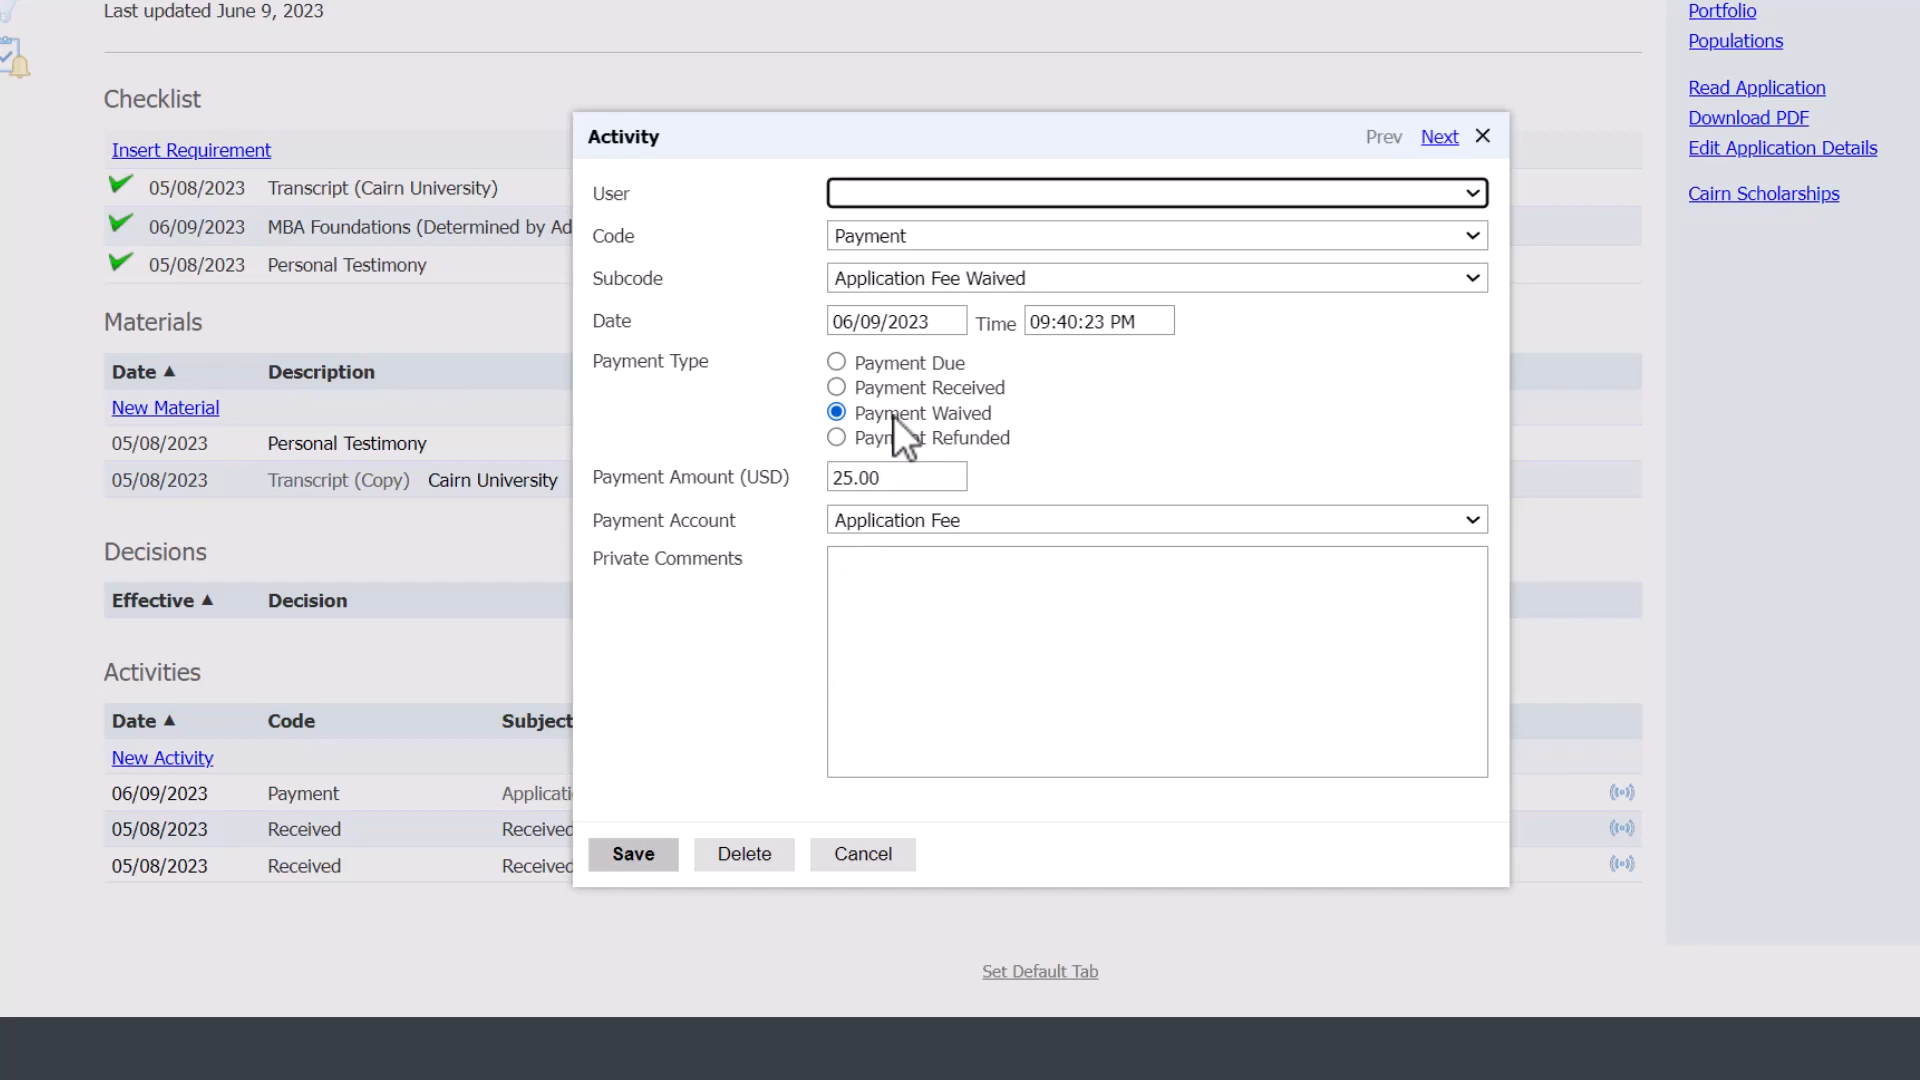 Last updated June 9, 2023
Checklist
Insert Requirement
05/08/2023 Transcript (Cairn University)
06/09/2023 MBA Foundations (Determined by Ad
05/08/2023 Personal Testimony
Materials
Date ▲ Description
New Material
05/08/2023 Personal Testimony
05/08/2023 Transcript (Copy) Cairn University
Decisions
Effective ▲ Decision
Activities
Date ▲ Code Subject
New Activity
06/09/2023 Payment Applicati
05/08/2023 Received Received
05/08/2023 Received Received
Activity Prev Next
User
Code Payment
Subcode Application Fee Waived
Date 06/09/2023 Time 09:40:23 PM
Payment Type
Payment Due
Payment Received
Payment Waived
Payment Refunded
Payment Amount (USD) 25.00
Payment Account Application Fee
Private Comments
Save Delete Cancel
Set Default Tab
Portfolio
Populations
Read Application
Download PDF
Edit Application Details
Cairn Scholarships